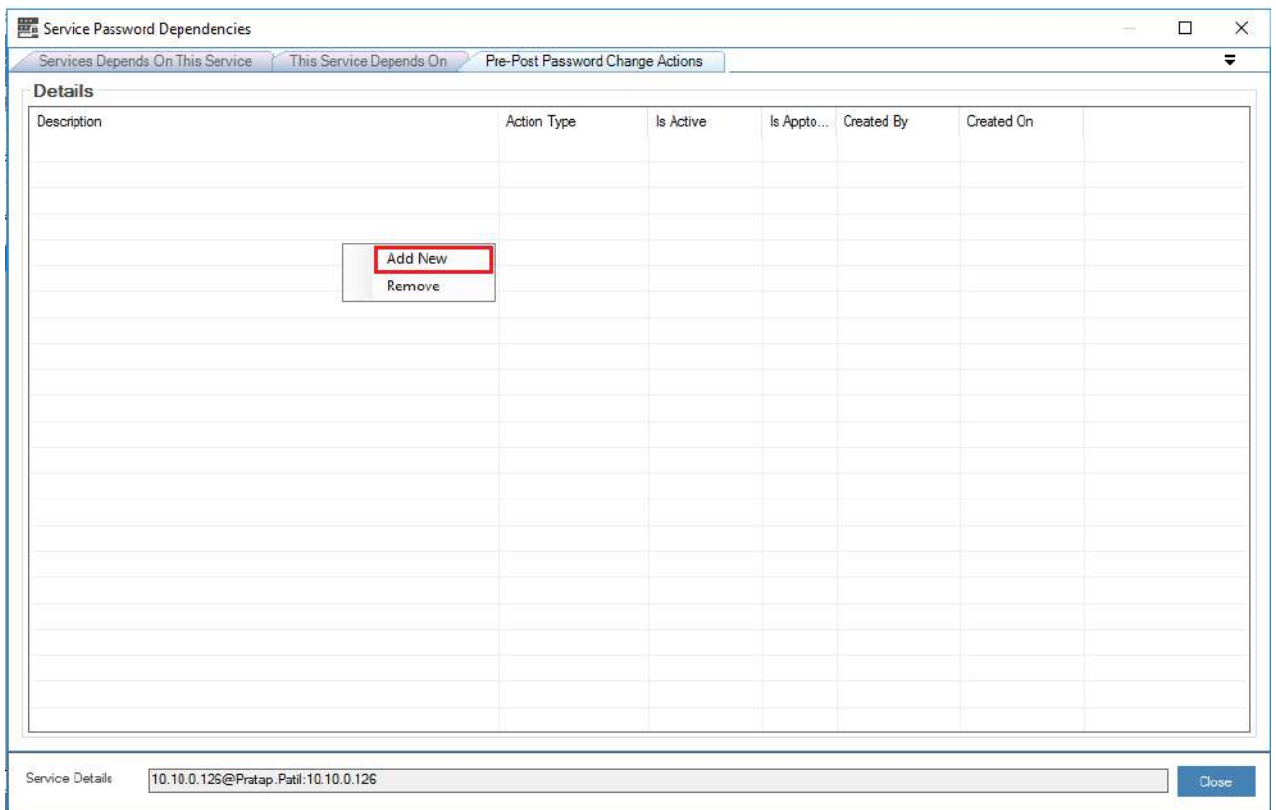 Service Password Dependencies
Services Depends On This Service This Service Depends On Pre-Post Password Change Actions
Details
Description Action Type Is Active Is Appto... Created By Created On
Add New
Remove
Service Details 10.10.0.126@Pratap.Patil:10.10.0.126 Close